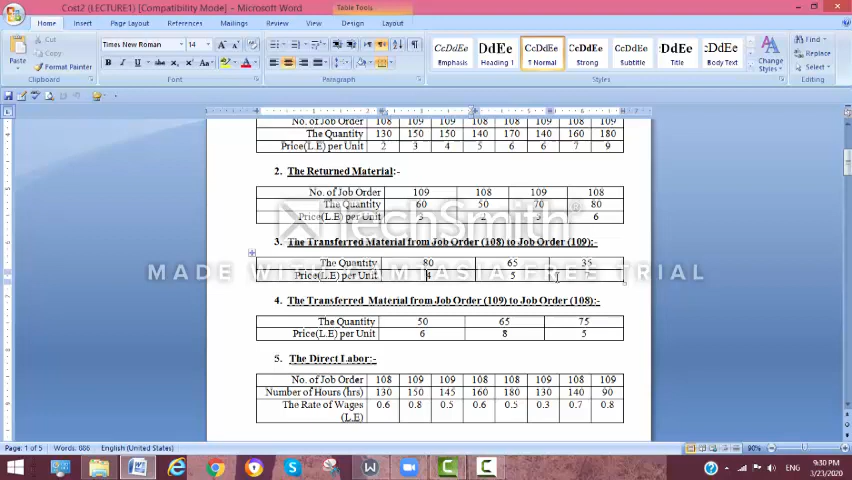 Cost2 (LECTURE1) [Compatibility Mode] - Microsoft Word
Table Tools
Home Insert Page Layout References Mailings Review View Design Layout
Cut
Copy
Format Painter
Paste
Clipboard
Times New Roman 14
Font
Paragraph
AaBbCcDdEe
Emphasis Heading 1 ¶ Normal Strong Subtitle Title Body Text
Styles
Change Styles
Find
Replace
Select
Editing
No. of Job Order 108 109 109 108 108 109 108 109
The Quantity 130 150 150 140 170 140 160 180
Price(L.E) per Unit 2 3 4 5 6 6 7 9
2. The Returned Material:-
No. of Job Order 109 108 109 108
The Quantity 60 50 70 80
Price(L.E) per Unit 3 2 3 6
TechSmith
3. The Transferred Material from Job Order (108) to Job Order (109):-
MADE WITH CAMTASIA FREE TRIAL
The Quantity 80 65 35
Price(L.E) per Unit 4 5
4. The Transferred Material from Job Order (109) to Job Order (108):-
The Quantity 50 65 75
Price(L.E) per Unit 6 8 5
5. The Direct Labor:-
No. of Job Order 108 109 109 108 108 109 108 109
Number of Hours (hrs) 130 150 145 160 180 130 140 90
The Rate of Wages (L.E) 0.6 0.8 0.5 0.6 0.5 0.3 0.7 0.8
Page: 1 of 5 English (United States) 90%
ENG 9:30 PM
3/23/2020